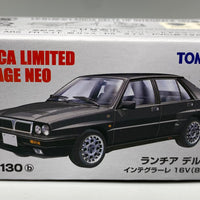 CA LIMITED
AGE NEO
TOM
ランチア デル
インテグラーレ 16V(8
130 b